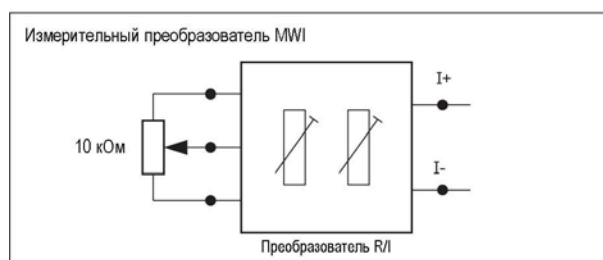 Измерительный преобразователь MWI
I+
10 кОм
I-
Преобразователь R/I